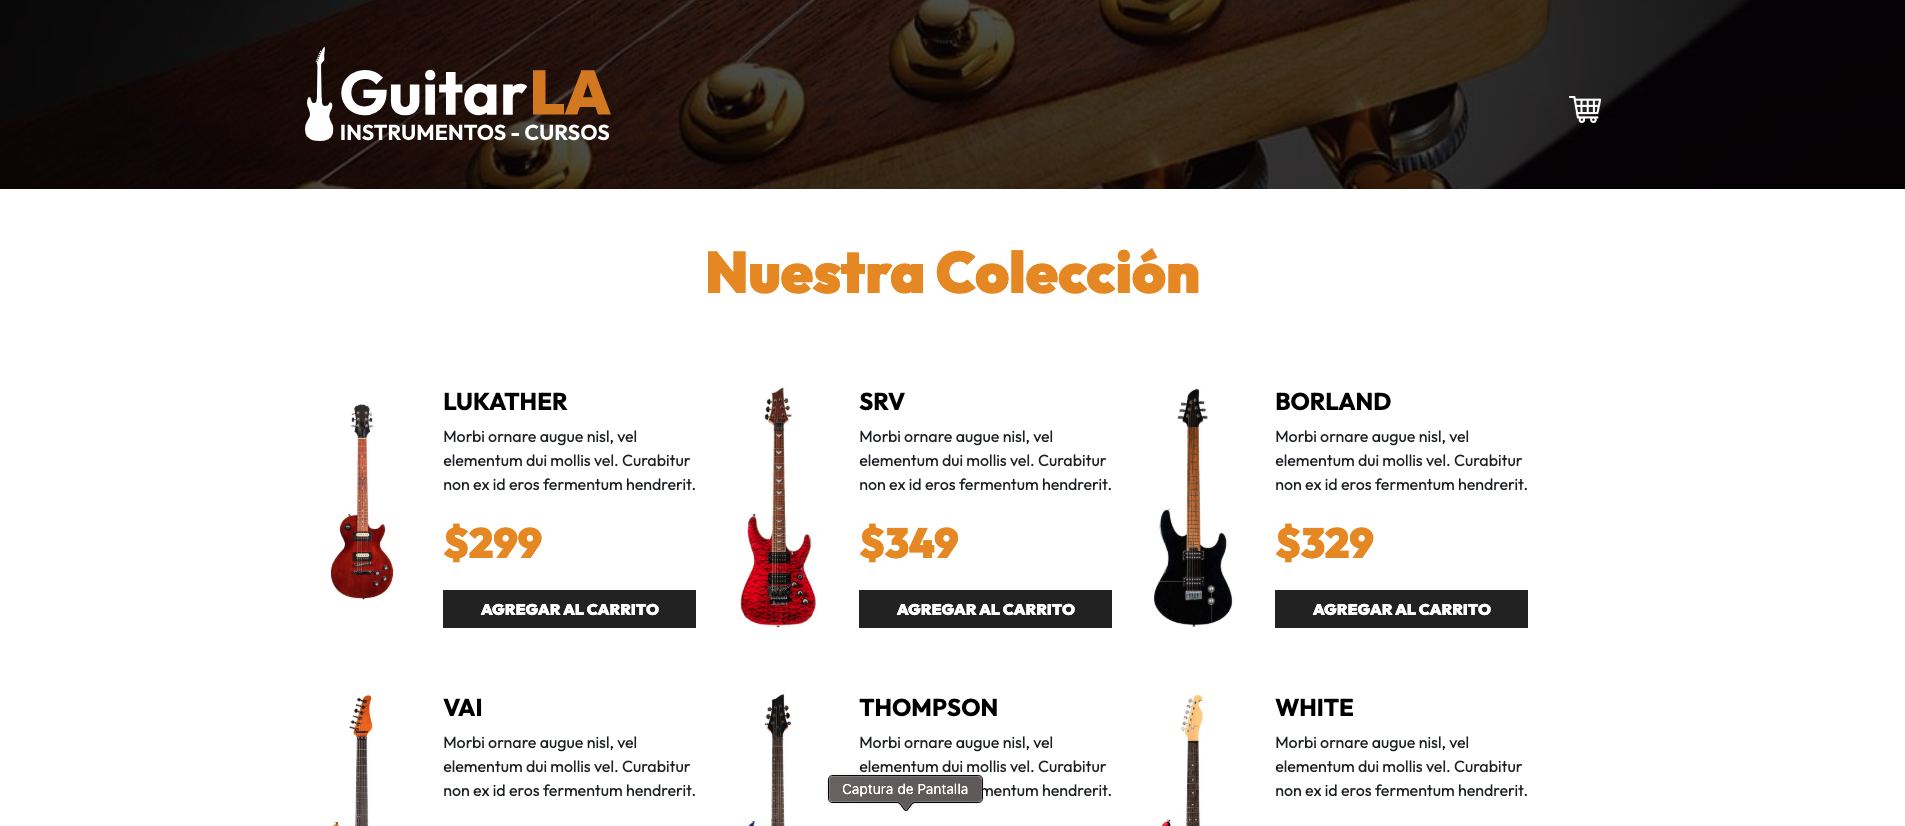 GuitarLA
INSTRUMENTOS - CURSOS
Nuestra Colección
LUKATHER
Morbi ornare augue nisl, vel
elementum dui mollis vel. Curabitur
non ex id eros fermentum hendrerit.
$299
AGREGAR AL CARRITO
SRV
Morbi ornare augue nisl, vel
elementum dui mollis vel. Curabitur
non ex id eros fermentum hendrerit.
$349
AGREGAR AL CARRITO
BORLAND
Morbi ornare augue nisl, vel
elementum dui mollis vel. Curabitur
non ex id eros fermentum hendrerit.
$329
AGREGAR AL CARRITO
VAI
Morbi ornare augue nisl, vel
elementum dui mollis vel. Curabitur
non ex id eros fermentum hendrerit.
THOMPSON
Morbi ornare augue nisl, vel
elementum dui mollis vel. Curabitur
hendrerit.
Captura de Pantalla
WHITE
Morbi ornare augue nisl, vel
elementum dui mollis vel. Curabitur
non ex id eros fermentum hendrerit.